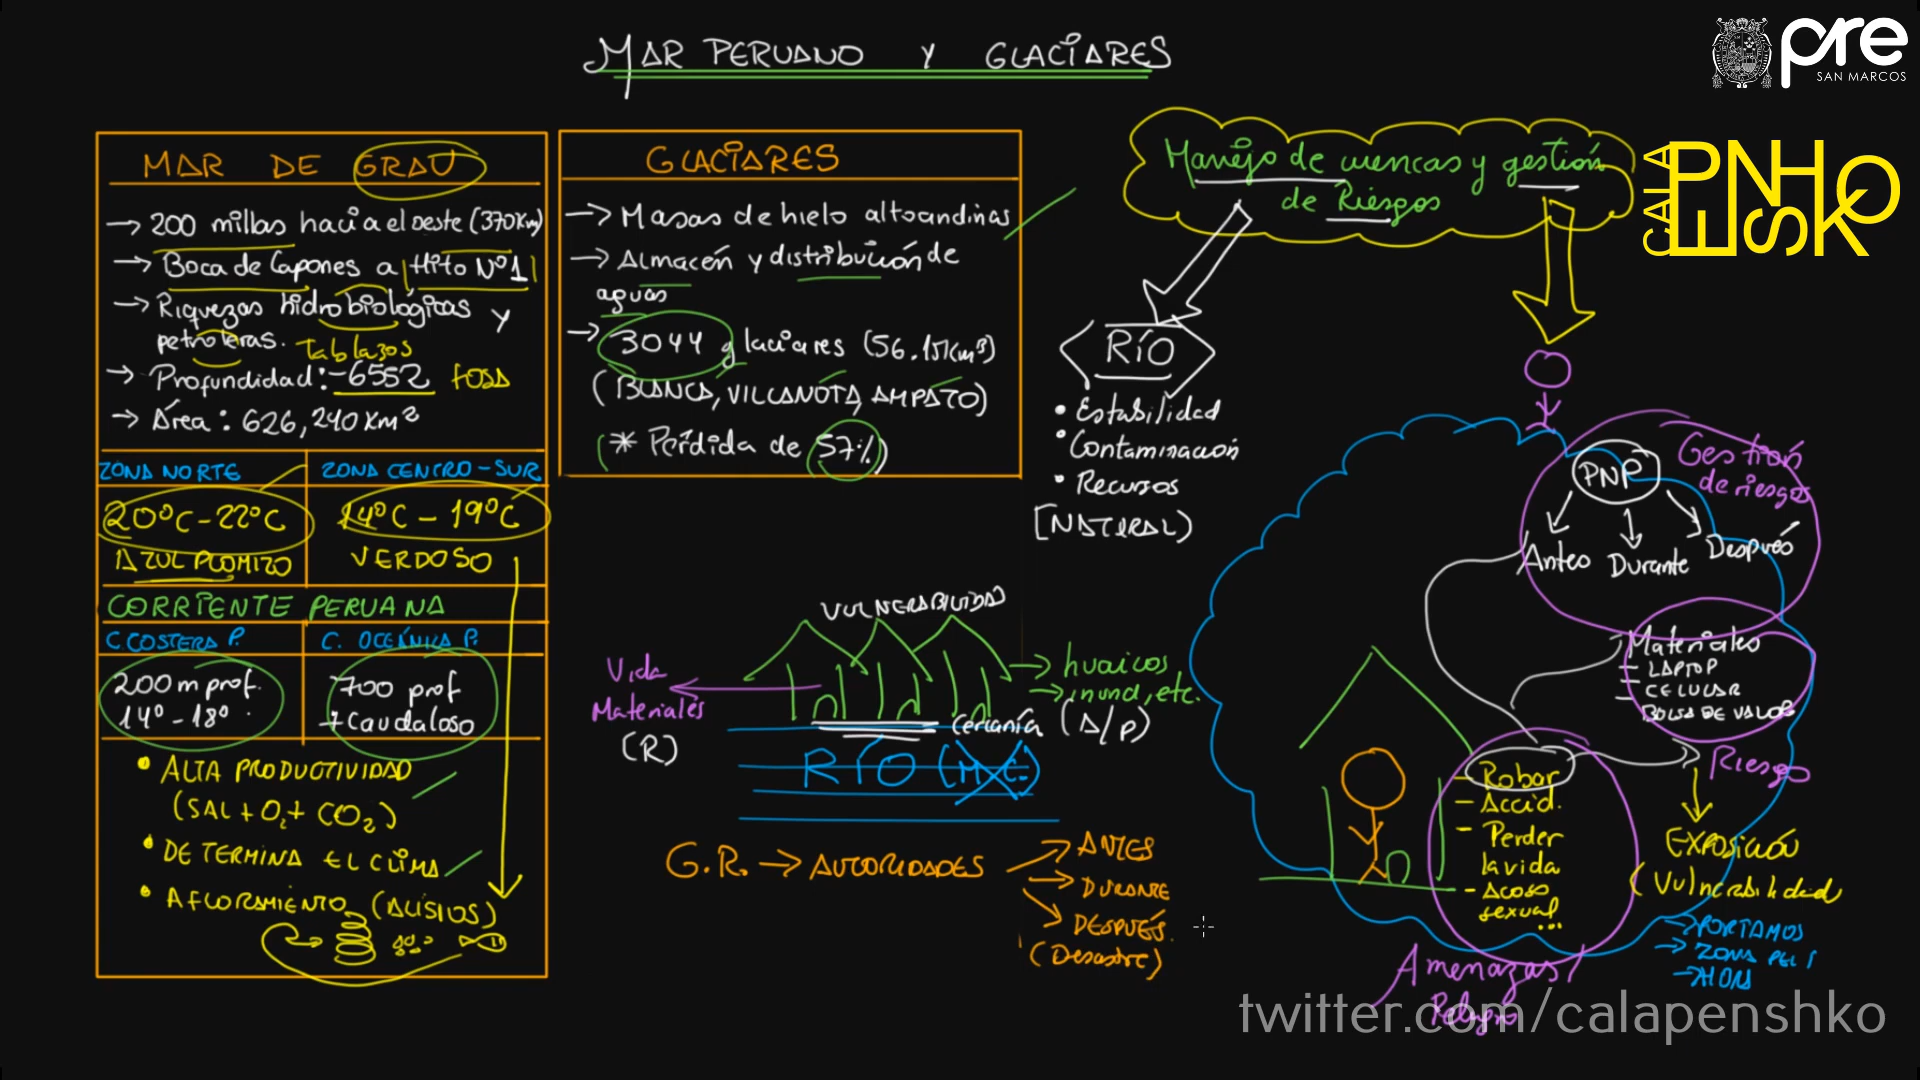 MAR PERUANO Y GLACIARES
pre
SAN MARCOS
CALA
PNHO
ESK
MAR DE GRAU
→ 200 millas hacia el oeste (370Km)
→ Boca de Capones a Hito N°1
→ Riquezas hidrobiológicas y
petroleras. Tablazos
→ Profundidad: -6552 FOSA
→ Área: 626,240 Km²
ZONA NORTE
ZONA CENTRO-SUR
20°C-22°C
14°C - 19°C
AZUL PLOMIZO
VERDOSO
CORRIENTE PERUANA
C. COSTERA P.
C. OCEÁNICA P.
200 m prof.
14° - 18°
700 prof
+ Caudaloso
• ALTA PRODUCTIVIDAD
(SAL + O₂ + CO₂)
• DETERMINA EL CLIMA
• AFLORAMIENTO (ALISIOS)
GLACIARES
→ Masas de hielo altoandinas
→ Almacén y distribución de
aguas
→ 3044 glaciares (56.15Km³)
(BLANCA, VILCANOTA, AMPATO)
(* Pérdida de 57%)
Manejo de cuencas y gestión
de Riesgos
RÍO
• Estabilidad
• Contaminación
• Recursos
[NATURAL)
VULNERABILIDAD
Vida
Materiales
(R)
→ huaicos
→ inund, etc.
(A/P)
cercanía
RÍO (M.C.)
G.R. → AUTORIDADES
→ ANTES
→ DURANTE
→ DESPUÉS
(Desastre)
Gestión
de riesgos
PNP
Antes
Durante
Después
Materiales
- LAPTOP
- CELULAR
- BOLSA DE VALOR
Riesgo
- Robar
- Accid.
- Perder
la vida
- Acoso
sexual
...
EXPOSICIÓN
(Vulnerabilidad
→ PORTAMOS
→ ZONA PEL
Amenazas/
Peligro
twitter.com/calapenshko